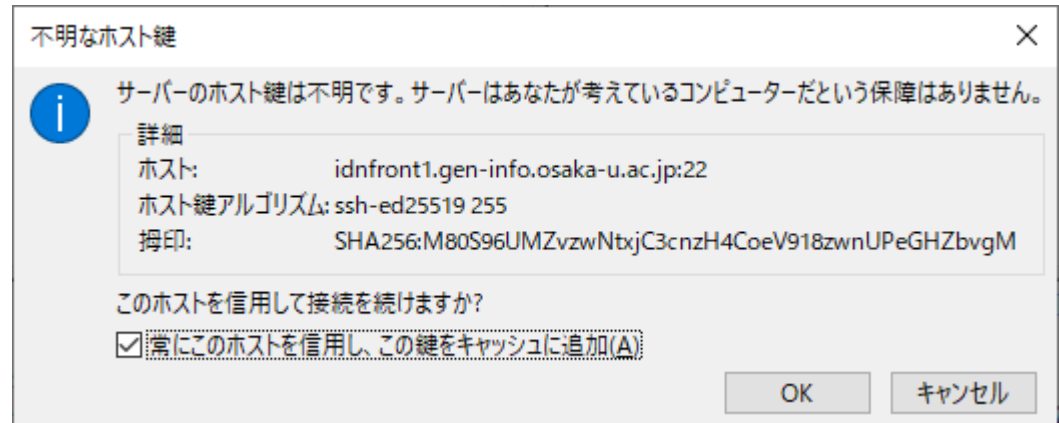 不明なホスト鍵
サーバーのホスト鍵は不明です。サーバーはあなたが考えているコンピューターだという保障はありません。
詳細
ホスト: idnfront1.gen-info.osaka-u.ac.jp:22
ホスト鍵アルゴリズム: ssh-ed25519 255
拇印: SHA256:M80S96UMZvzwNtxjC3cnzH4CoeV918zwnUPeGHZbvgM
このホストを信用して接続を続けますか?
常にこのホストを信用し、この鍵をキャッシュに追加(A)
OK キャンセル